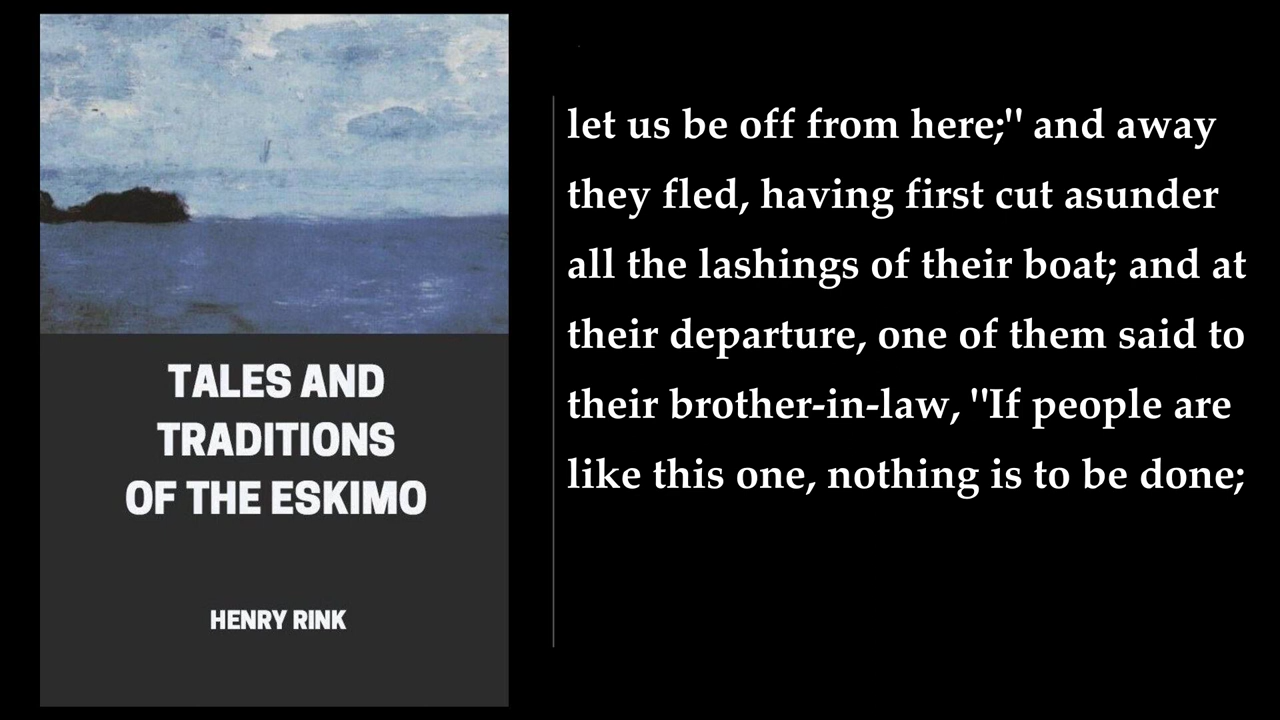 TALES AND
TRADITIONS
OF THE ESKIMO
HENRY RINK
let us be off from here;" and away
they fled, having first cut asunder
all the lashings of their boat; and at
their departure, one of them said to
their brother-in-law, "If people are
like this one, nothing is to be done;